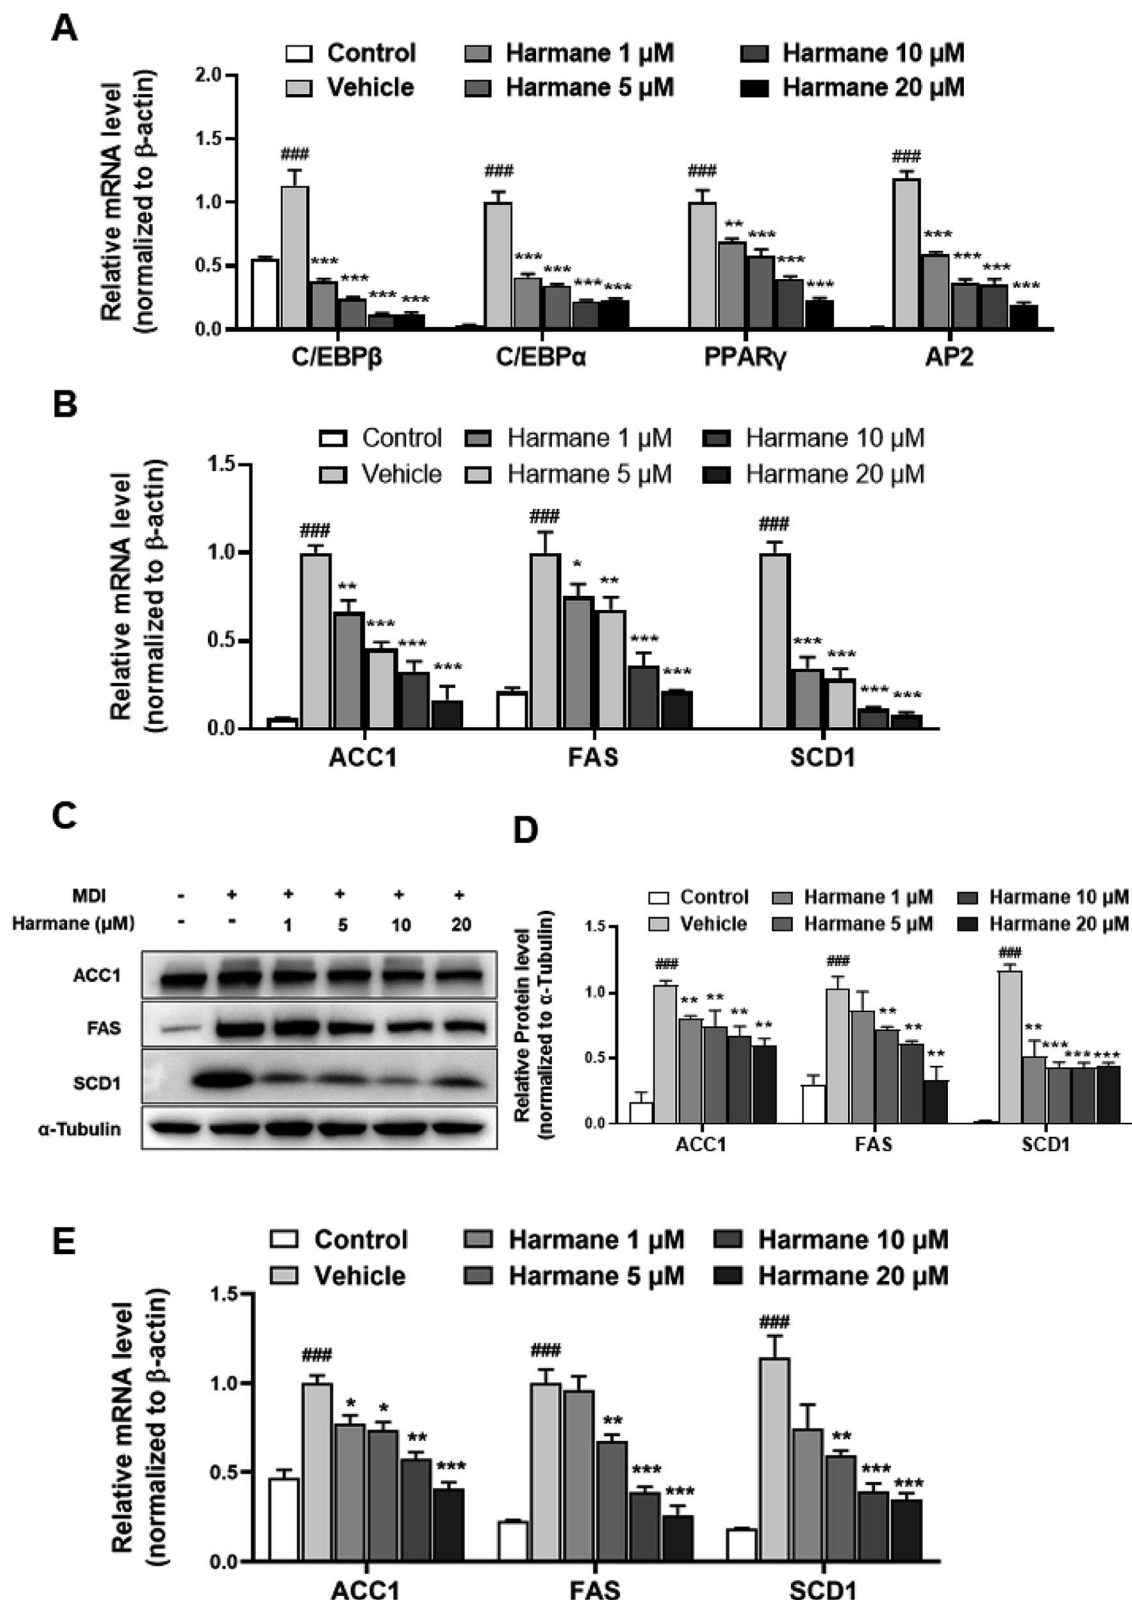 A
Control Harmane 1 µM Harmane 10 µM
Vehicle Harmane 5 µM Harmane 20 µM
Relative mRNA level
(normalized to β-actin)
2.0
1.5
1.0
0.5
0.0
### ### ### ###
*** *** *** ***
*** *** *** ***
** *** *** ***
*** *** *** ***
C/EBPβ C/EBPα PPARγ AP2
B
Control Harmane 1 µM Harmane 10 µM
Vehicle Harmane 5 µM Harmane 20 µM
Relative mRNA level
(normalized to β-actin)
1.5
1.0
0.5
0.0
### ### ###
** *** *** ***
* ** *** ***
*** *** *** ***
ACC1 FAS SCD1
C
MDI - + + + + +
Harmane (µM) - - 1 5 10 20
ACC1
FAS
SCD1
α-Tubulin
D
Control Harmane 1 µM Harmane 10 µM
Vehicle Harmane 5 µM Harmane 20 µM
Relative Protein level
(normalized to α-Tubulin)
1.5
1.0
0.5
0.0
### ### ###
** ** ** **
** ** **
** *** *** ***
ACC1 FAS SCD1
E
Control Harmane 1 µM Harmane 10 µM
Vehicle Harmane 5 µM Harmane 20 µM
Relative mRNA level
(normalized to β-actin)
1.5
1.0
0.5
0.0
### ### ###
* * ** ***
** *** ***
** *** ***
ACC1 FAS SCD1